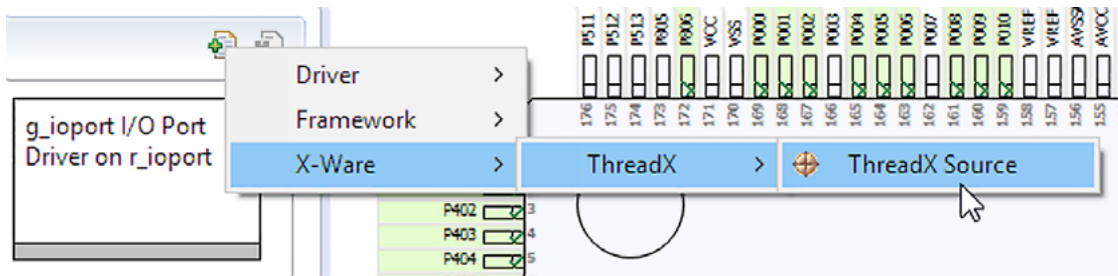 P511
P512
P513
P805
P806
VCC
VSS
P000
P001
P002
P003
P004
P005
P006
P007
P008
P009
P010
VREF
VREF
AVSS
AVCC
176
175
174
173
172
171
170
169
168
167
166
165
164
163
162
161
160
159
158
157
156
155
Driver >
Framework >
X-Ware >
ThreadX >
ThreadX Source
g_ioport I/O Port
Driver on r_ioport
P402 3
P403 4
P404 5